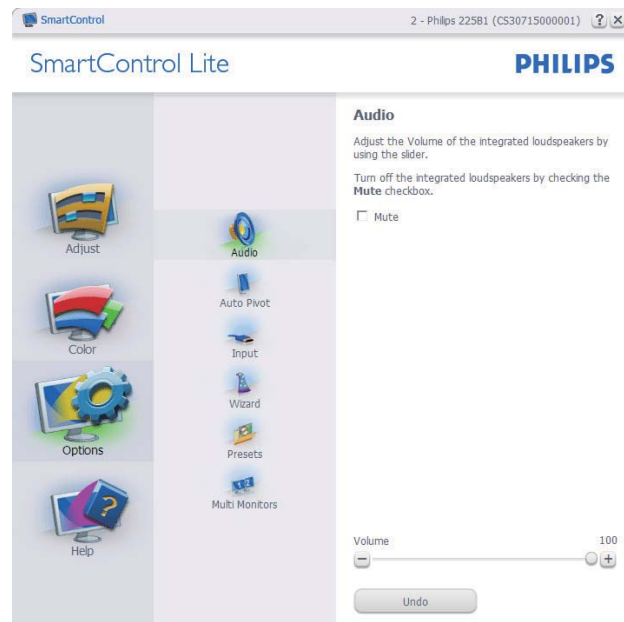 SmartControl
2 - Philips 225B1 (CS30715000001)
SmartControl Lite
PHILIPS
Adjust
Color
Options
Help
Audio
Auto Pivot
Input
Wizard
Presets
Multi Monitors
Audio
Adjust the Volume of the integrated loudspeakers by
using the slider.
Turn off the integrated loudspeakers by checking the
Mute checkbox.
Mute
Volume
100
Undo